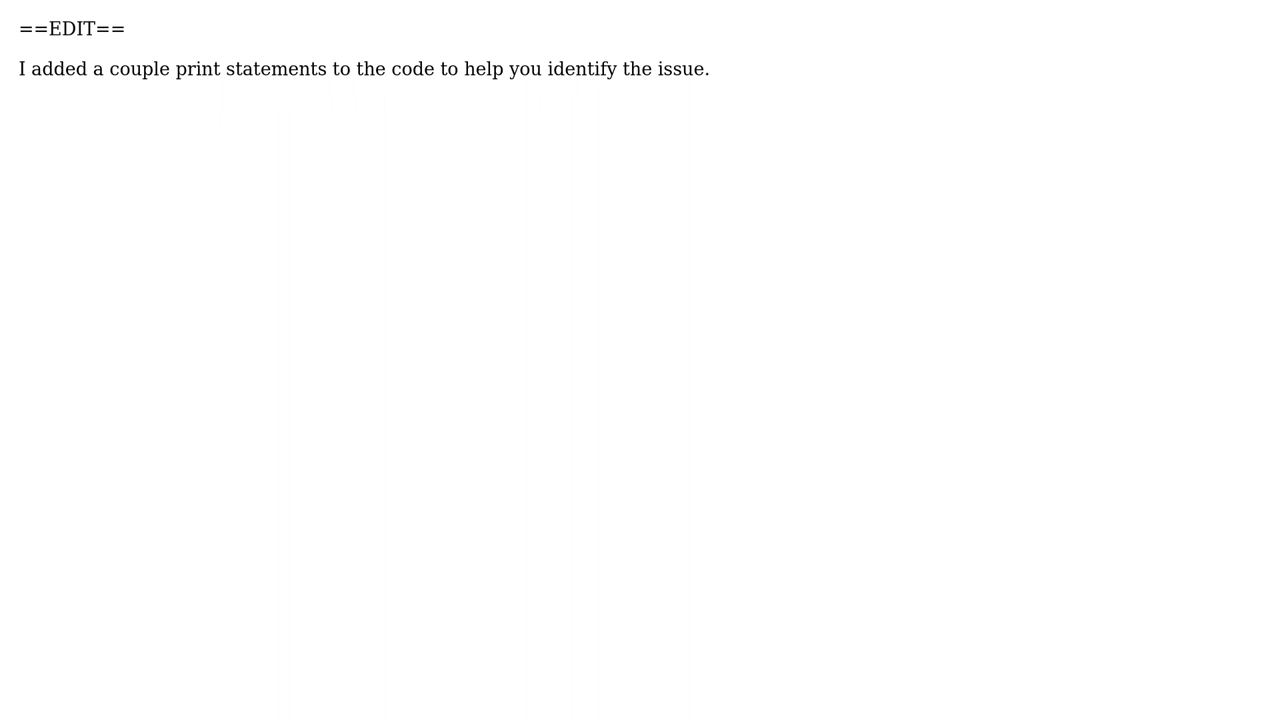 ==EDIT==
I added a couple print statements to the code to help you identify the issue.